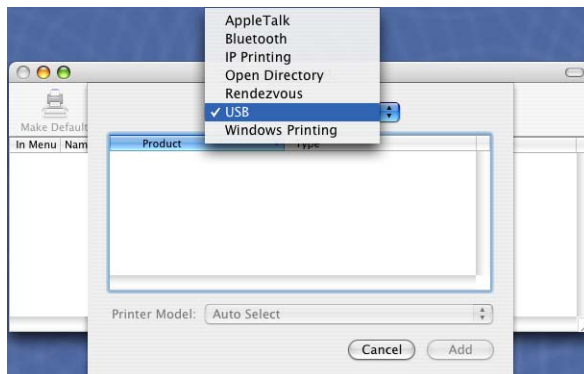 AppleTalk
Bluetooth
IP Printing
Open Directory
Rendezvous
✓ USB
Windows Printing
Make Default
In Menu Nam
Product Type
Printer Model: Auto Select
Cancel Add